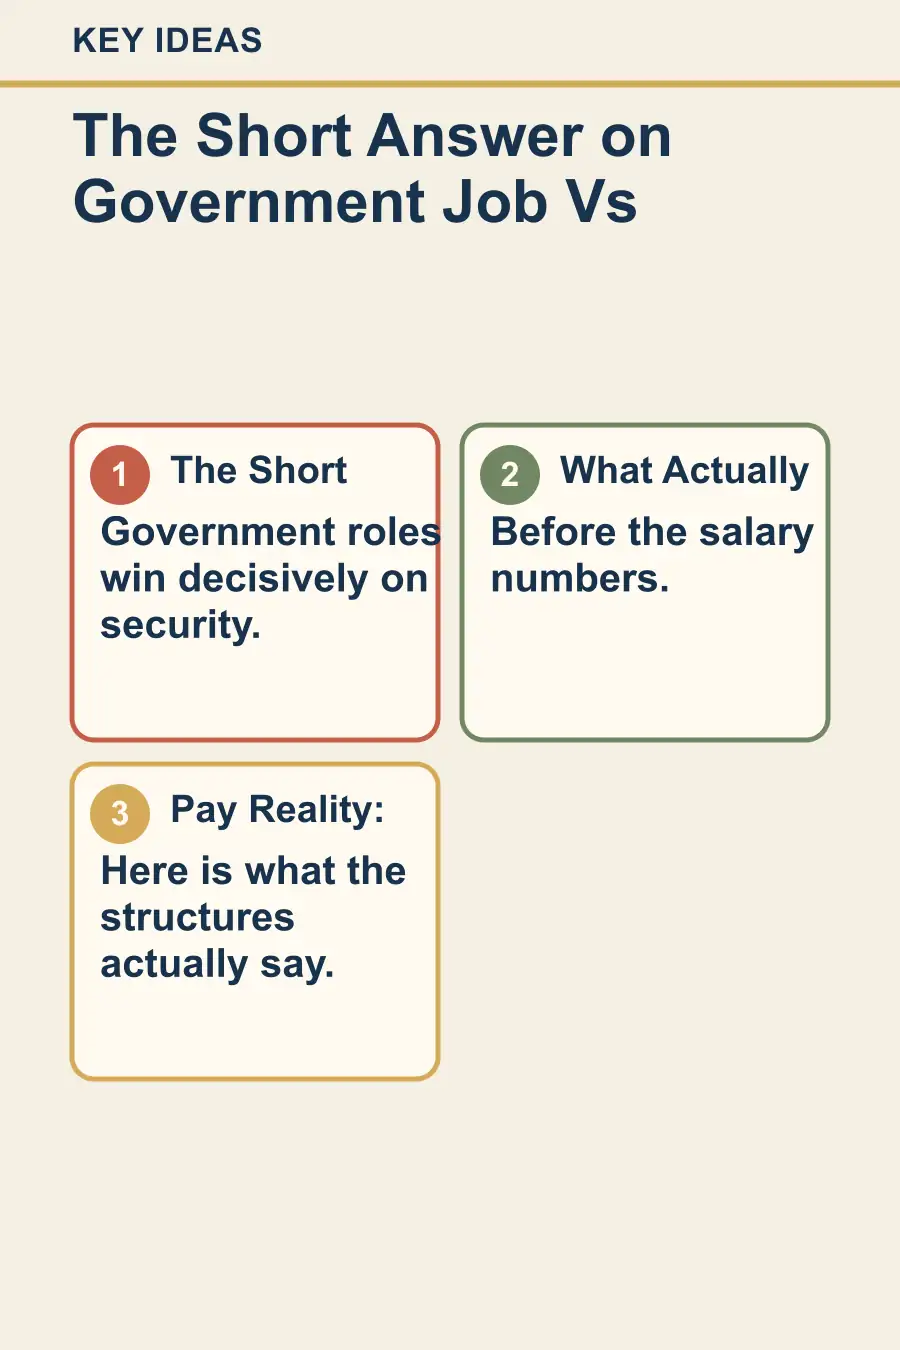 KEY IDEAS
The Short Answer on
Government Job Vs
1 The Short
Government roles
win decisively on
security.
2 What Actually
Before the salary
numbers.
3 Pay Reality:
Here is what the
structures
actually say.